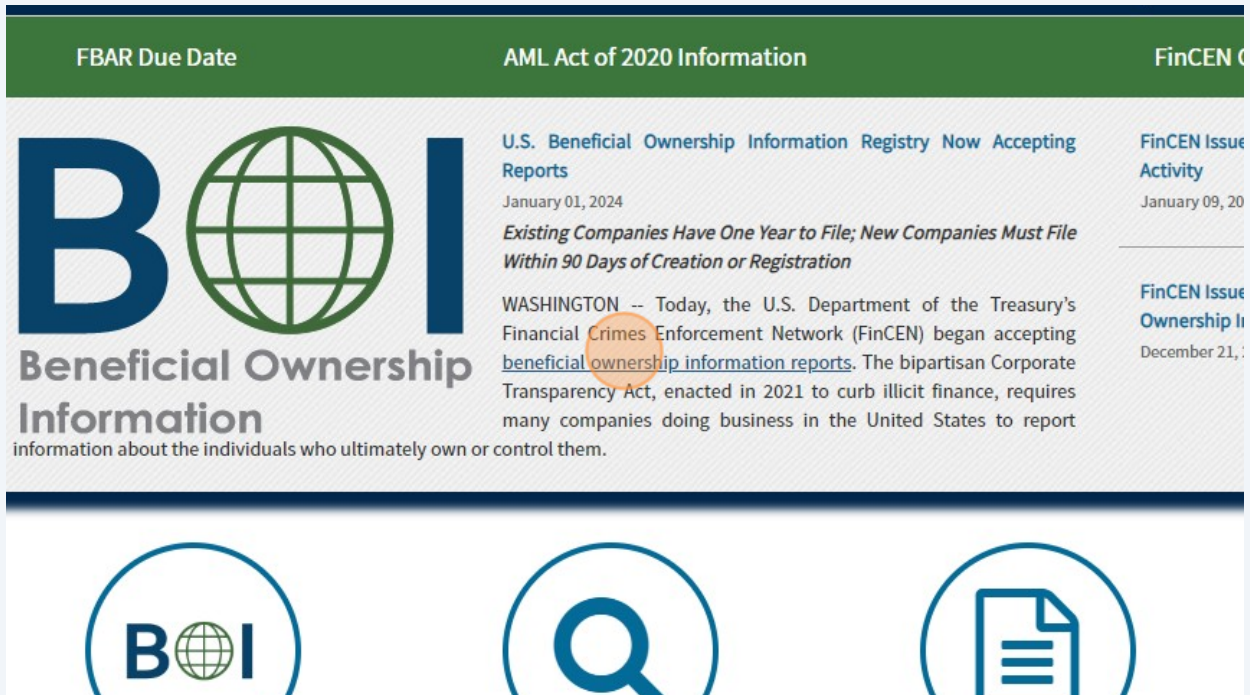 FBAR Due Date
AML Act of 2020 Information
FinCEN
BOI
Beneficial Ownership
Information
U.S. Beneficial Ownership Information Registry Now Accepting
Reports
January 01, 2024
Existing Companies Have One Year to File; New Companies Must File
Within 90 Days of Creation or Registration
WASHINGTON -- Today, the U.S. Department of the Treasury’s
Financial Crimes Enforcement Network (FinCEN) began accepting
beneficial ownership information reports. The bipartisan Corporate
Transparency Act, enacted in 2021 to curb illicit finance, requires
many companies doing business in the United States to report
information about the individuals who ultimately own or control them.
FinCEN Issue
Activity
January 09, 20
FinCEN Issue
Ownership
December 21,
BOI